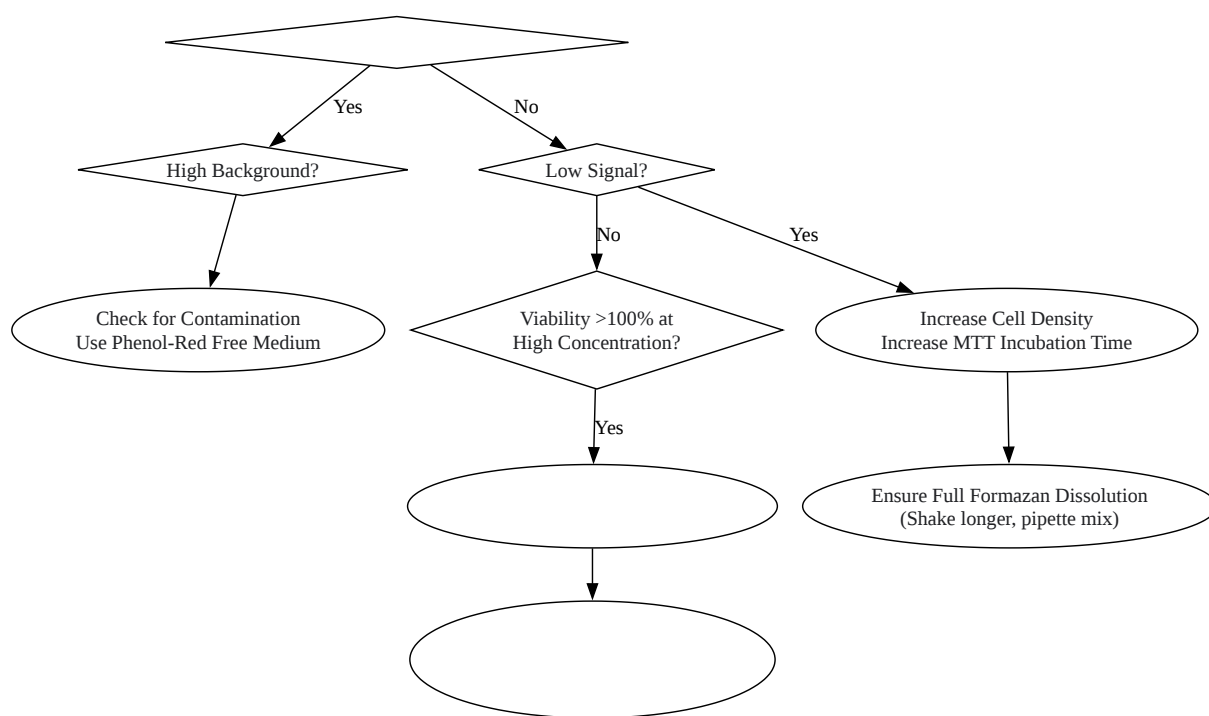 Yes
No
High Background?
Low Signal?
No
Yes
Check for Contamination
Use Phenol-Red Free Medium
Viability >100% at
High Concentration?
Increase Cell Density
Increase MTT Incubation Time
Yes
Ensure Full Formazan Dissolution
(Shake longer, pipette mix)